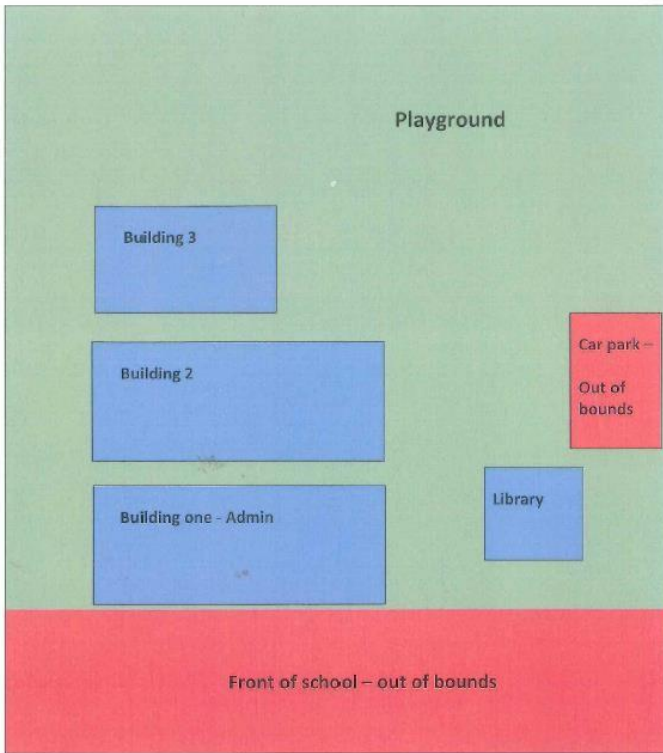 Playground
Building 3
Car park –
Out of
bounds
Building 2
Library
Building one - Admin
Front of school – out of bounds